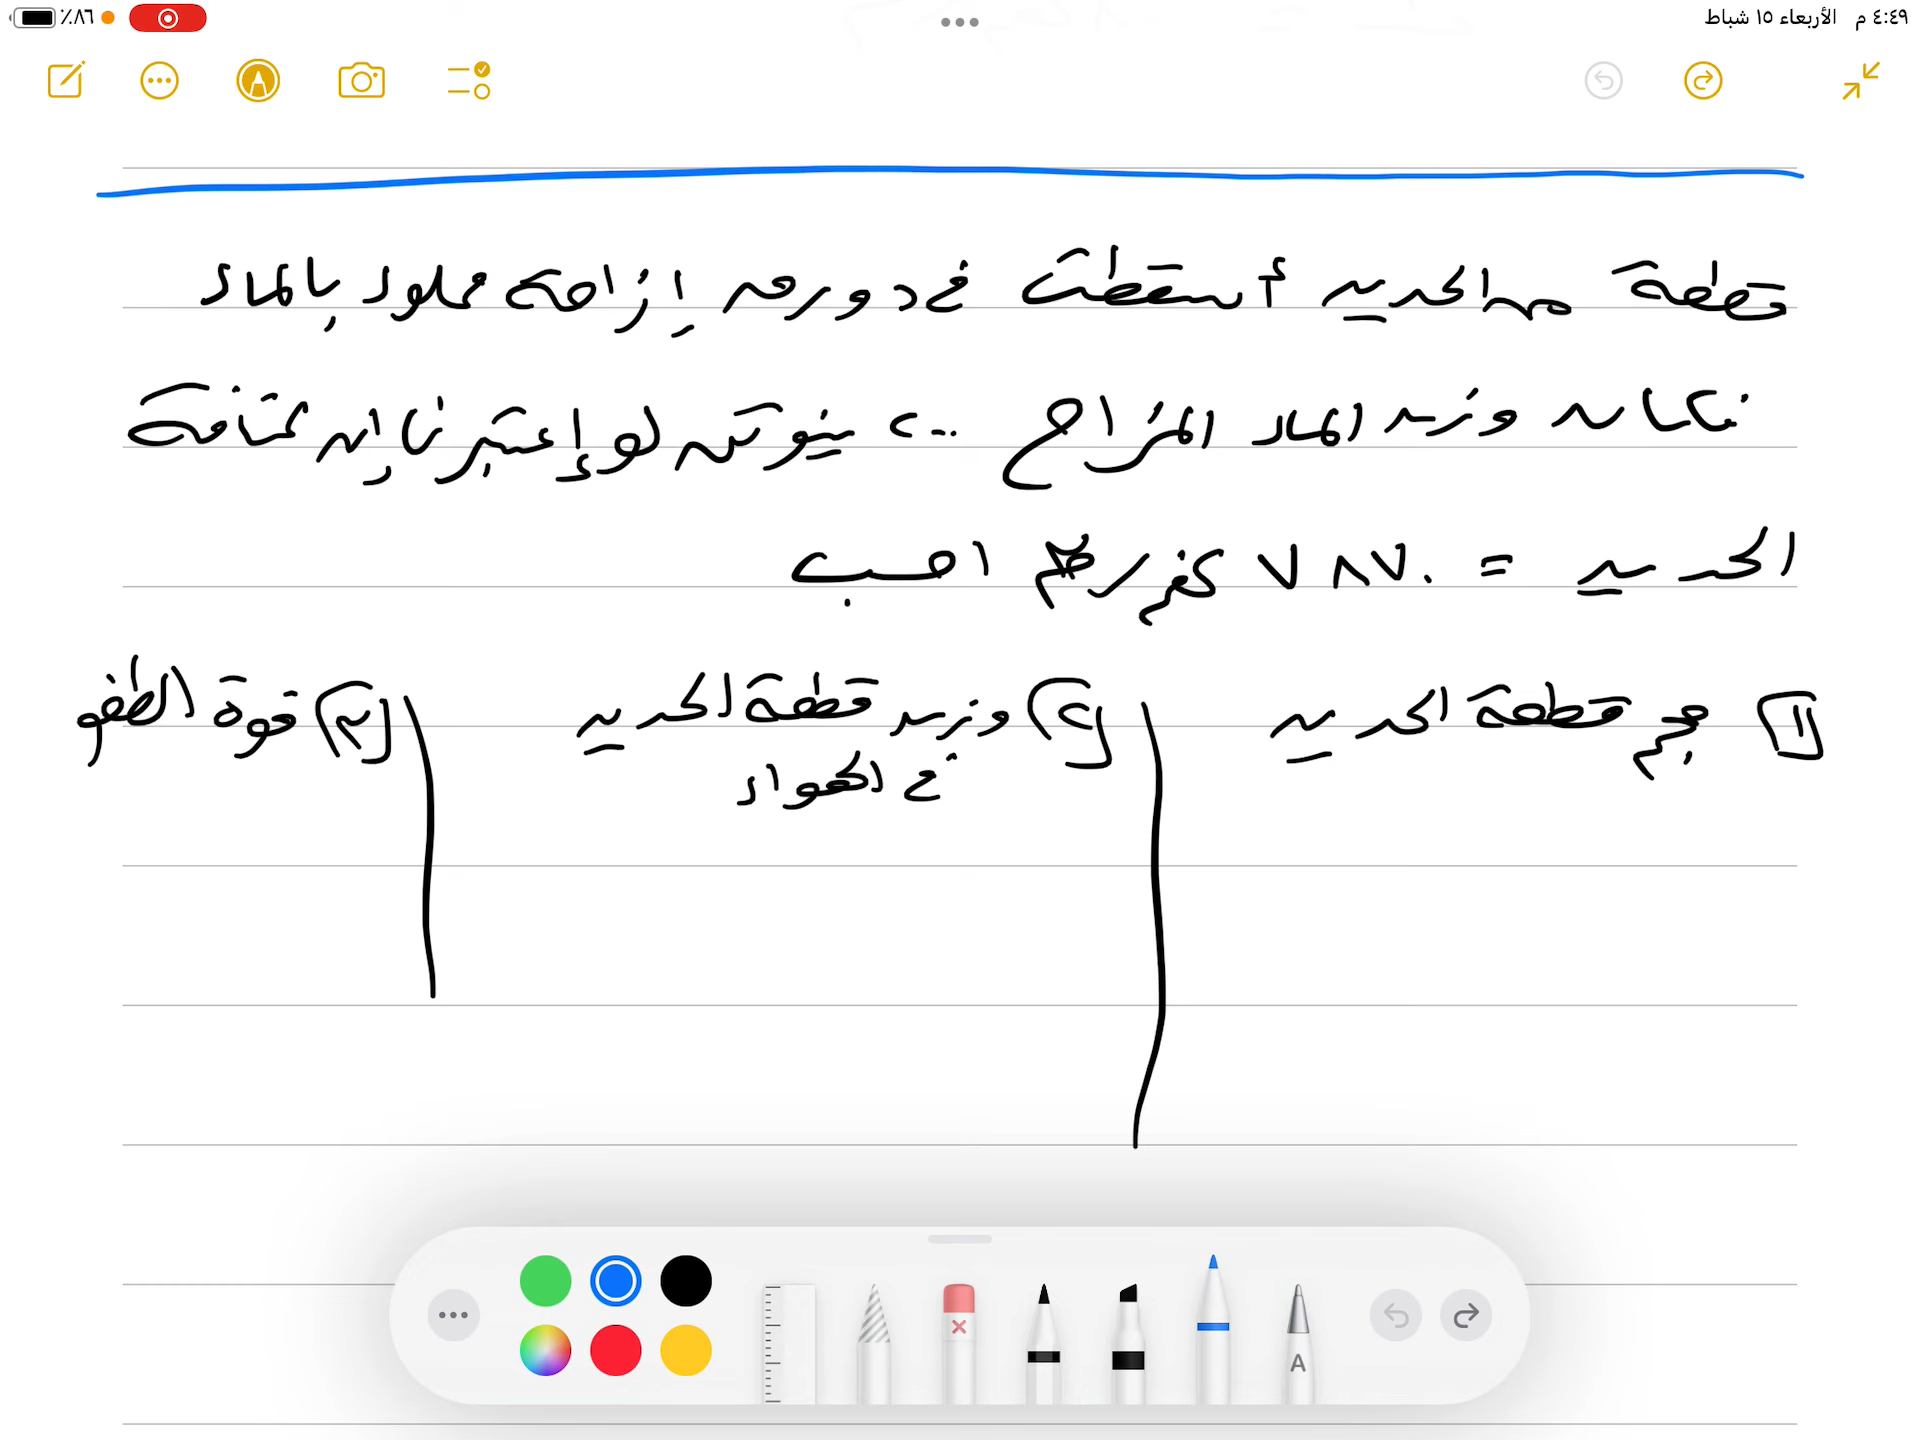 ٤:٤٩ م الأربعاء ١٥ شباط
٪٨٦
قطعة من الحديد أسقطت في دورق إزاحة مملوء بالماء
فكان وزن الماء المزاح ٢٠٠ نيوتن لو إعتبرنا إن كثافة
الحديد = ٧٨٧٠ كغم/م٣ احسب
١ حجم قطعة الحديد
٢ وزن قطعة الحديد
في الهواء
٣ قوة الطفو
A